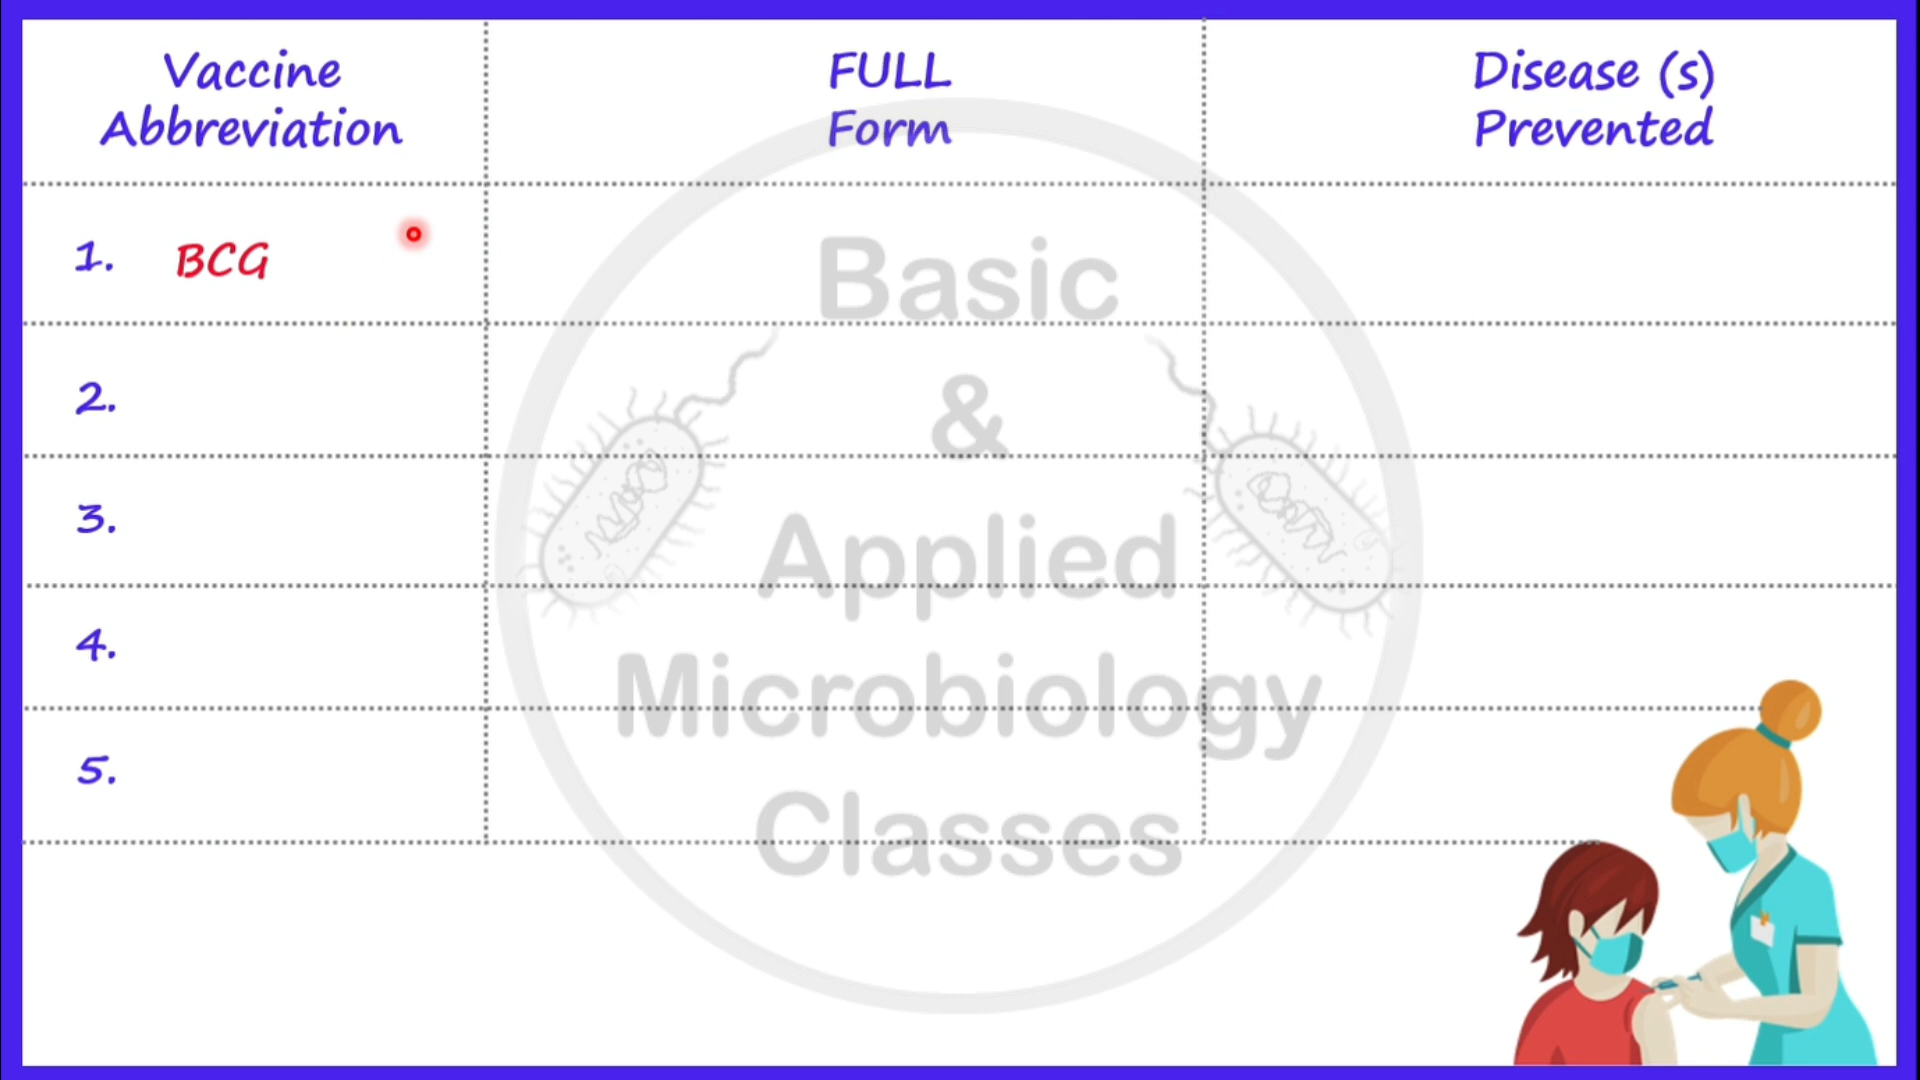 Vaccine
Abbreviation
FULL
Form
Disease (s)
Prevented
1. BCG
2.
3.
4.
5.
Basic
&
Applied
Microbiology
Classes